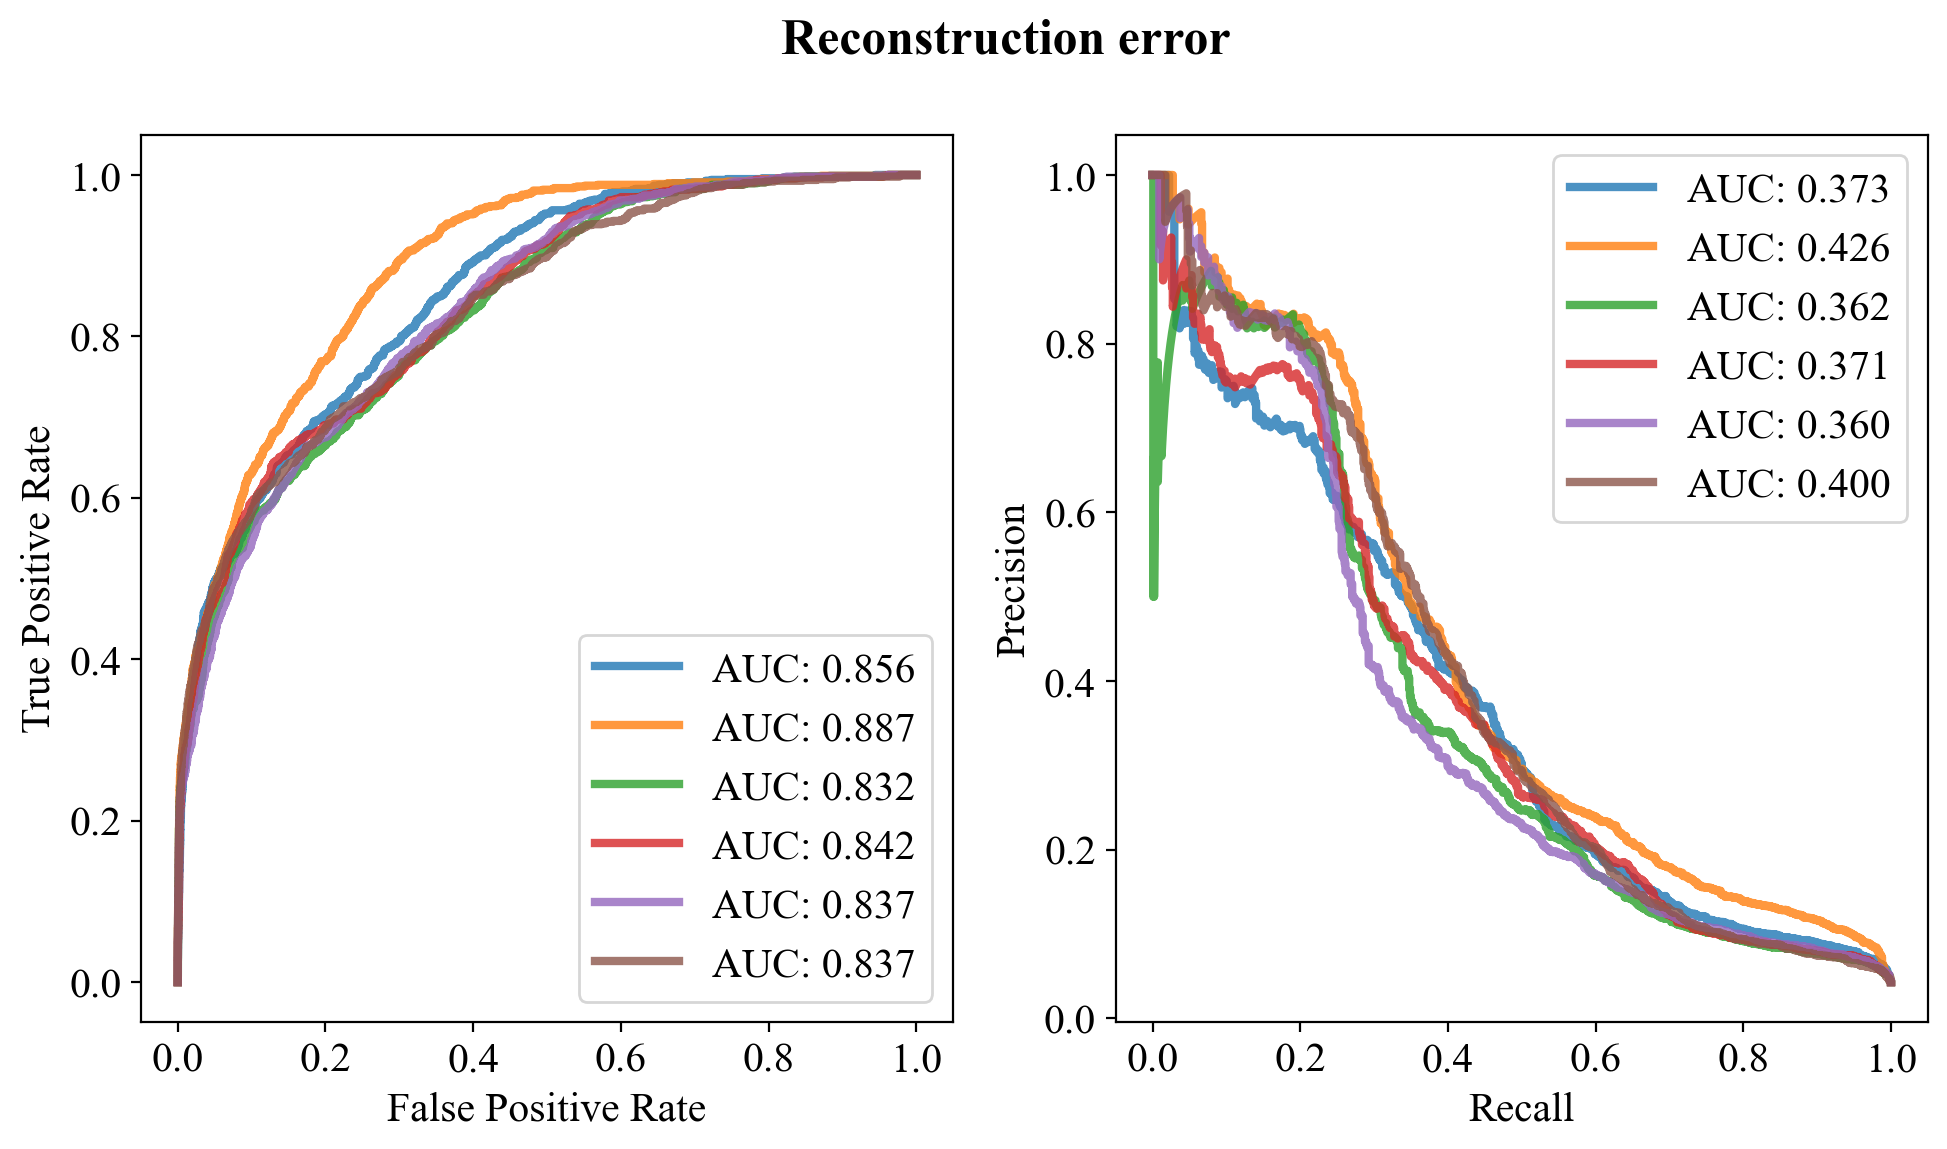 Reconstruction error
1.0
0.8
0.6
0.4
0.2
0.0
True Positive Rate
0.0 0.2 0.4 0.6 0.8 1.0
False Positive Rate
AUC: 0.856
AUC: 0.887
AUC: 0.832
AUC: 0.842
AUC: 0.837
AUC: 0.837
1.0
0.8
0.6
0.4
0.2
0.0
Precision
0.0 0.2 0.4 0.6 0.8 1.0
Recall
AUC: 0.373
AUC: 0.426
AUC: 0.362
AUC: 0.371
AUC: 0.360
AUC: 0.400